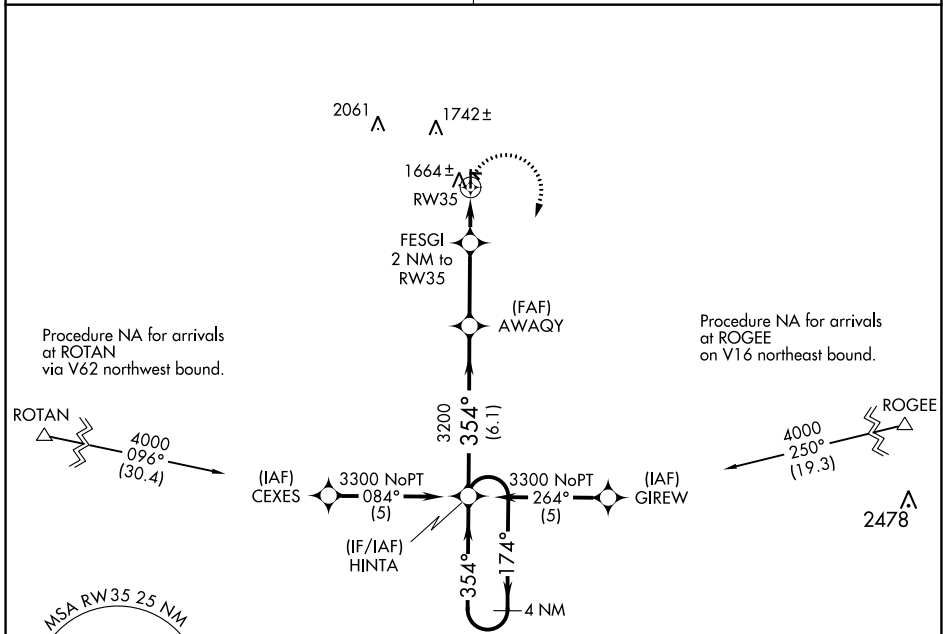 2061
1742±
1664±
RW35
FESGI
2 NM to
RW35
(FAF)
AWAQY
Procedure NA for arrivals
at ROTAN
via V62 northwest bound.
Procedure NA for arrivals
at ROGEE
on V16 northeast bound.
ROTAN
4000
096°
(30.4)
3200
354°
(6.1)
ROGEE
4000
250°
(19.3)
(IAF)
CEXES
3300 NoPT
084°
(5)
3300 NoPT
264°
(5)
(IAF)
GIREW
2478
(IF/IAF)
HINTA
354°
174°
4 NM
MSA RW35 25 NM